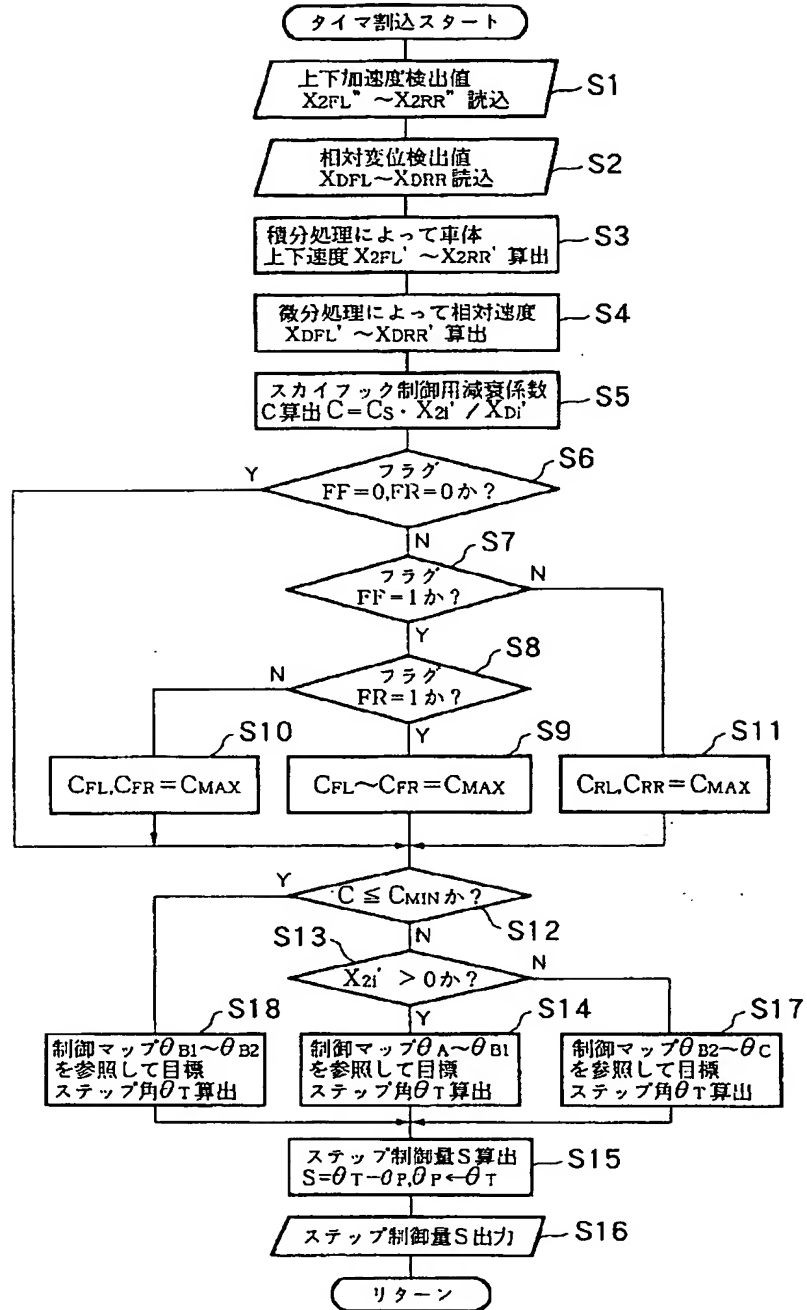 タイマ割込スタート
上下加速度検出値
X2FL" ～X2RR" 読込
S1
相対変位検出値
XDFL～XDRR 読込
S2
積分処理によって車体
上下速度 X2FL' ～X2RR' 算出
S3
微分処理によって相対速度
XDFL' ～XDRR' 算出
S4
スカイフック制御用減衰係数
C算出 C=CS・X2i' / XDi'
S5
フラグ
FF=0,FR=0か?
S6
Y
N
フラグ
FF=1か?
S7
N
Y
フラグ
FR=1か?
S8
N
Y
S10
CFL,CFR=CMAX
S9
CFL～CFR=CMAX
S11
CRL,CRR=CMAX
Y
C≦CMINか?
S12
N
S13
X2i' >0か?
N
Y
S18
制御マップθB1～θB2
を参照して目標
ステップ角θT算出
S14
制御マップθA～θB1
を参照して目標
ステップ角θT算出
S17
制御マップθB2～θC
を参照して目標
ステップ角θT算出
ステップ制御量S算出
S=θT−θP,θP←θT
S15
ステップ制御量S出力
S16
リターン